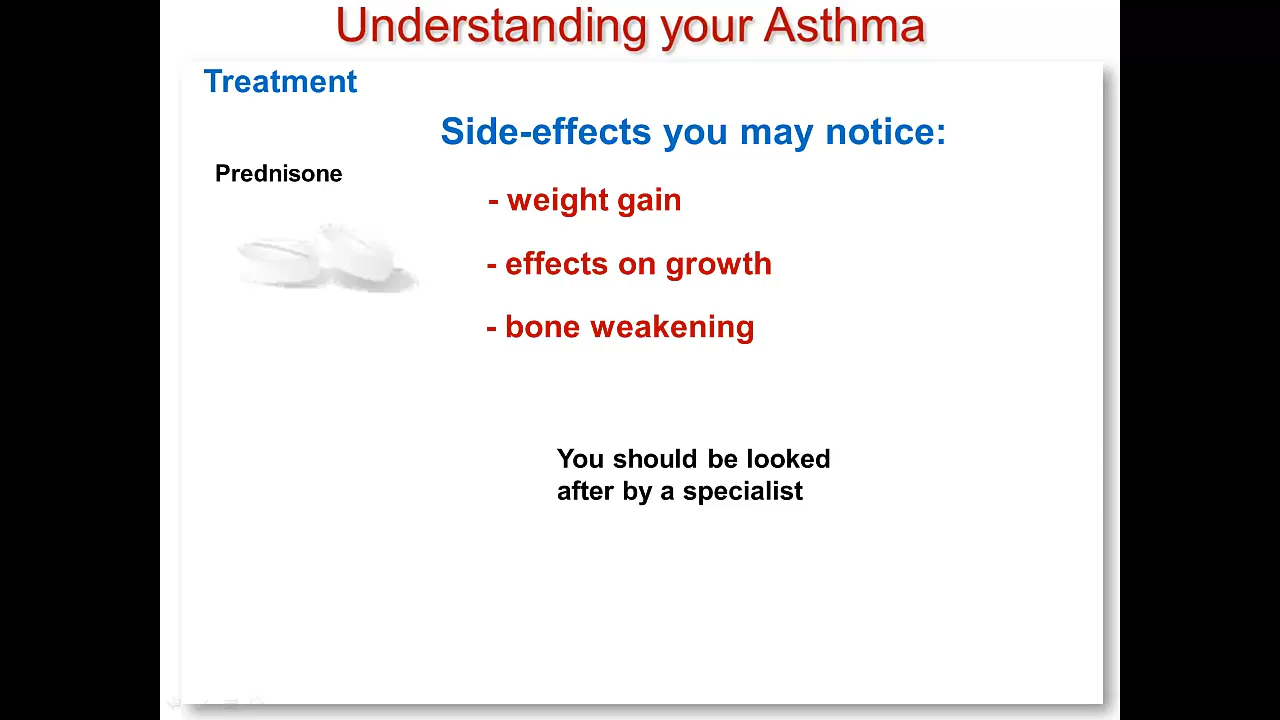 Understanding your Asthma
Treatment
Side-effects you may notice:
Prednisone
- weight gain
- effects on growth
- bone weakening
You should be looked
after by a specialist